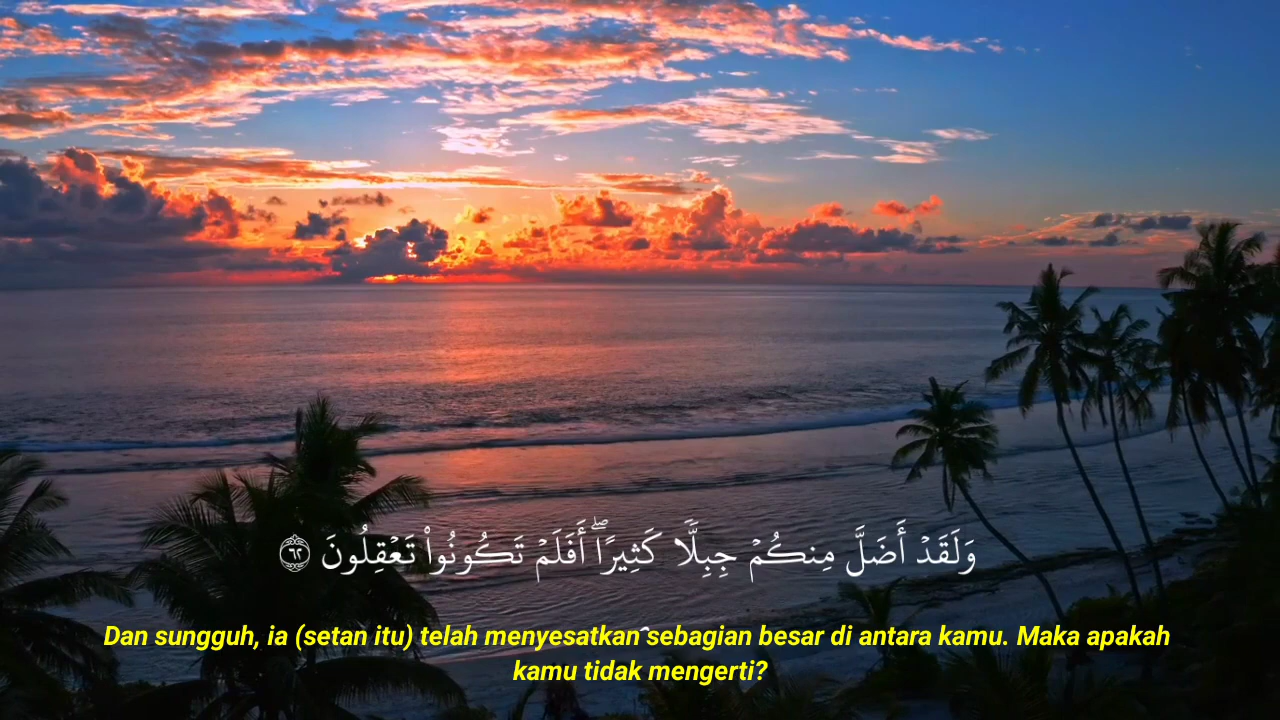 وَلَقَدْ أَضَلَّ مِنكُمْ جِبِلًّا كَثِيرًا ۖ أَفَلَمْ تَكُونُوا۟ تَعْقِلُونَ ۝٦٢
Dan sungguh, ia (setan itu) telah menyesatkan sebagian besar di antara kamu. Maka apakah
kamu tidak mengerti?